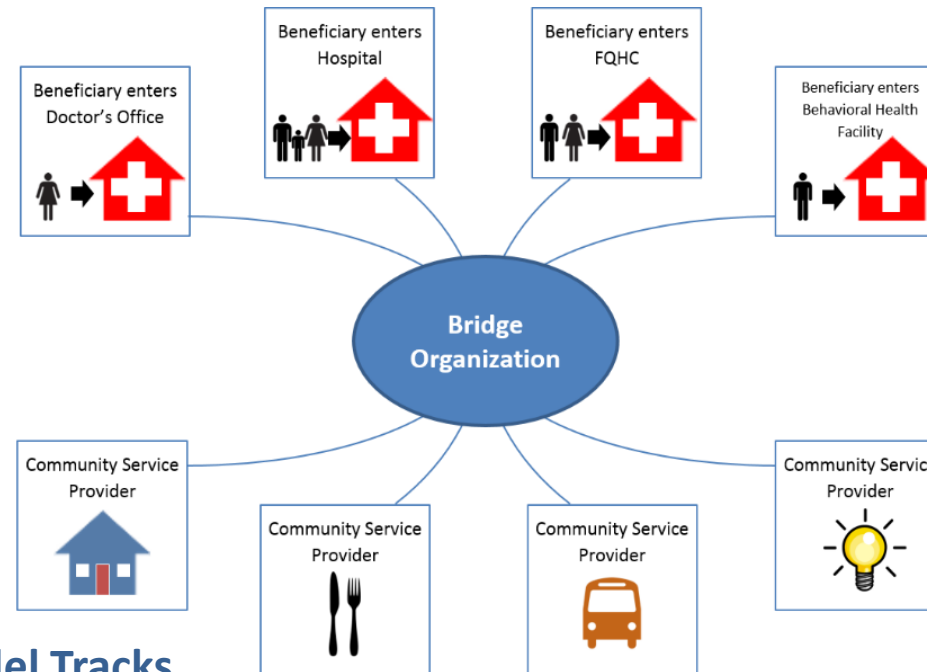 Beneficiary enters
Doctor's Office
Beneficiary enters
Hospital
Beneficiary enters
FQHC
Beneficiary enters
Behavioral Health
Facility
Bridge
Organization
Community Service
Provider
Community Service
Provider
Community Service
Provider
Community Servic
Provider
del Tracks